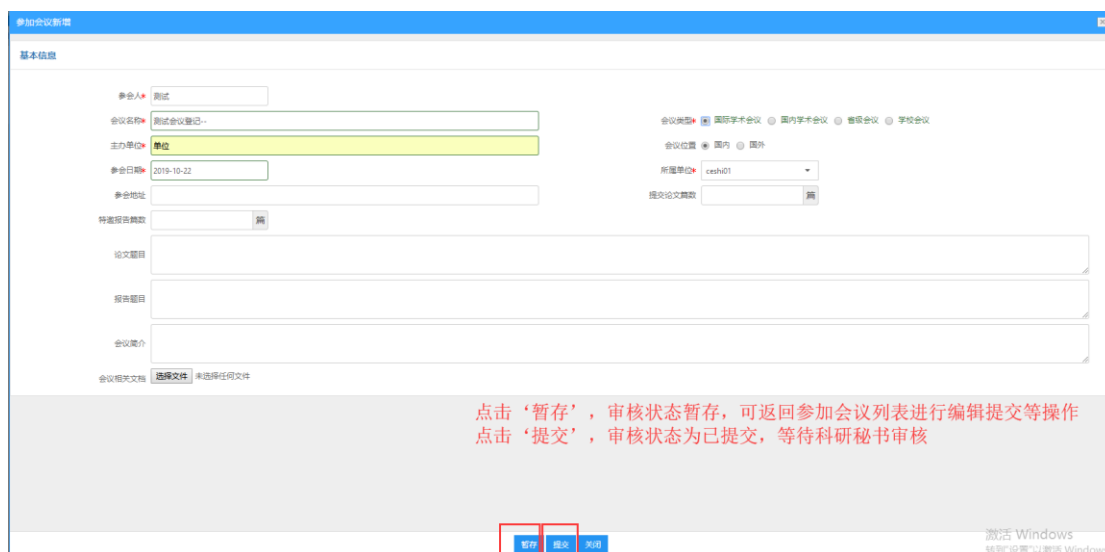 参加会议新增
基本信息
参会人* 测试
会议名称* 测试会议登记-- 会议类型* 国际学术会议 国内学术会议 省级会议 学校会议
主办单位* 单位 会议位置 国内 国外
参会日期* 2019-10-22 所属单位* ceshi01
参会地址 提交论文篇数 篇
特邀报告篇数 篇
论文题目
报告题目
会议简介
会议相关文档 选择文件 未选择任何文件
点击‘暂存’，审核状态暂存，可返回参加会议列表进行编辑提交等操作
点击‘提交’，审核状态为已提交，等待科研秘书审核
暂存 提交 关闭
激活 Windows
转到"设置"以激活 Windows